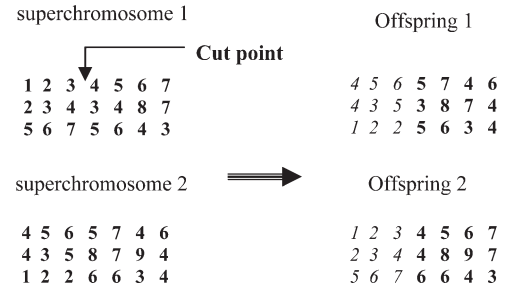 superchromosome 1
Cut point
1 2 3 4 5 6 7
2 3 4 3 4 8 7
5 6 7 5 6 4 3
Offspring 1
4 5 6 5 7 4 6
4 3 5 3 8 7 4
1 2 2 5 6 3 4
superchromosome 2
4 5 6 5 7 4 6
4 3 5 8 7 9 4
1 2 2 6 6 3 4
Offspring 2
1 2 3 4 5 6 7
2 3 4 4 8 9 7
5 6 7 6 6 4 3